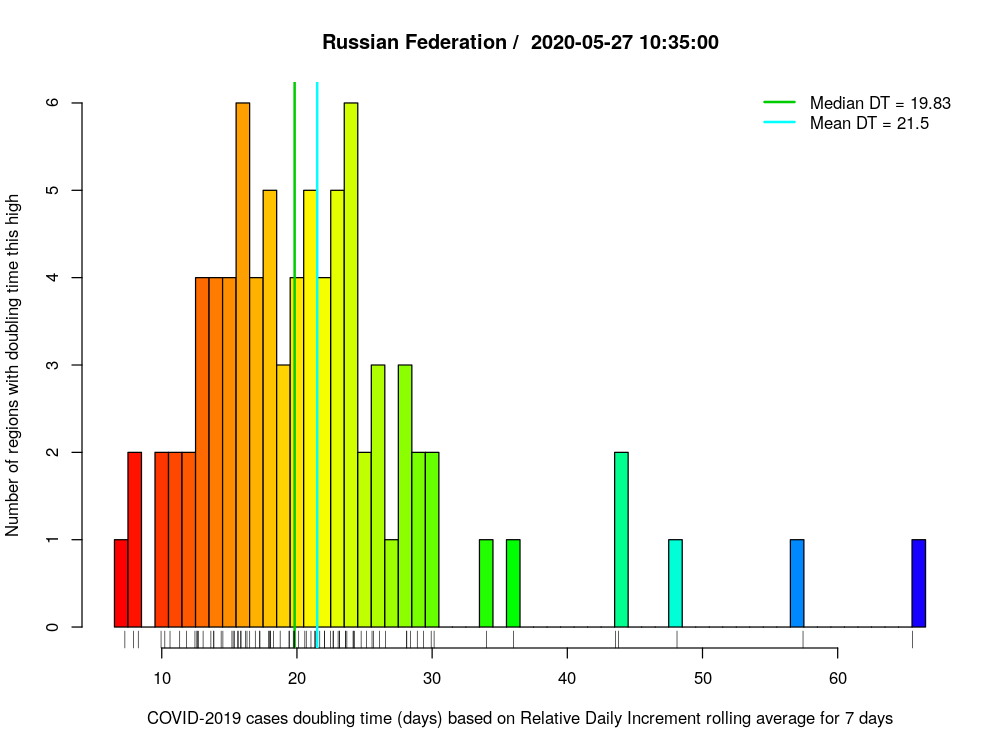 Russian Federation /  2020-05-27 10:35:00
Median DT = 19.83
Mean DT = 21.5
Number of regions with doubling time this high
6
5
4
3
2
1
0
10 20 30 40 50 60
COVID-2019 cases doubling time (days) based on Relative Daily Increment rolling average for 7 days